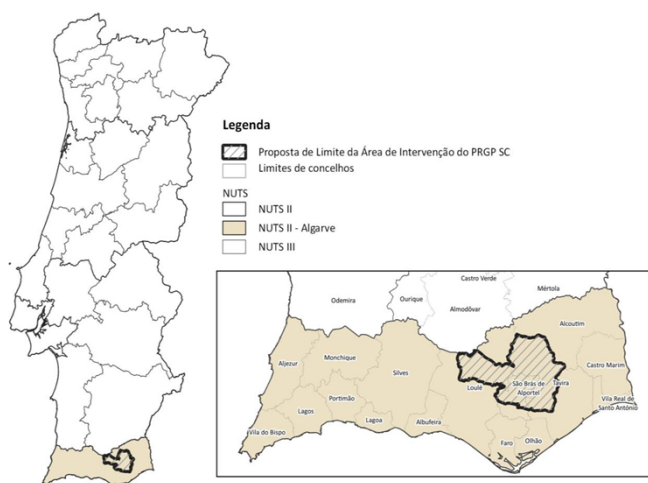 Legenda
Proposta de Limite da Área de Intervenção do PRGP SC
Limites de concelhos
NUTS
NUTS II
NUTS II - Algarve
NUTS III
Castro Verde
Mértola
Odemira
Ourique
Almodôvar
Alcoutim
Aljezur
Monchique
Silves
Castro Marim
Loulé
São Brás de
Alportel
Tavira
Portimão
Lagos
Lagoa
Albufeira
Vila Real de
Santo António
Vila do Bispo
Faro
Olhão